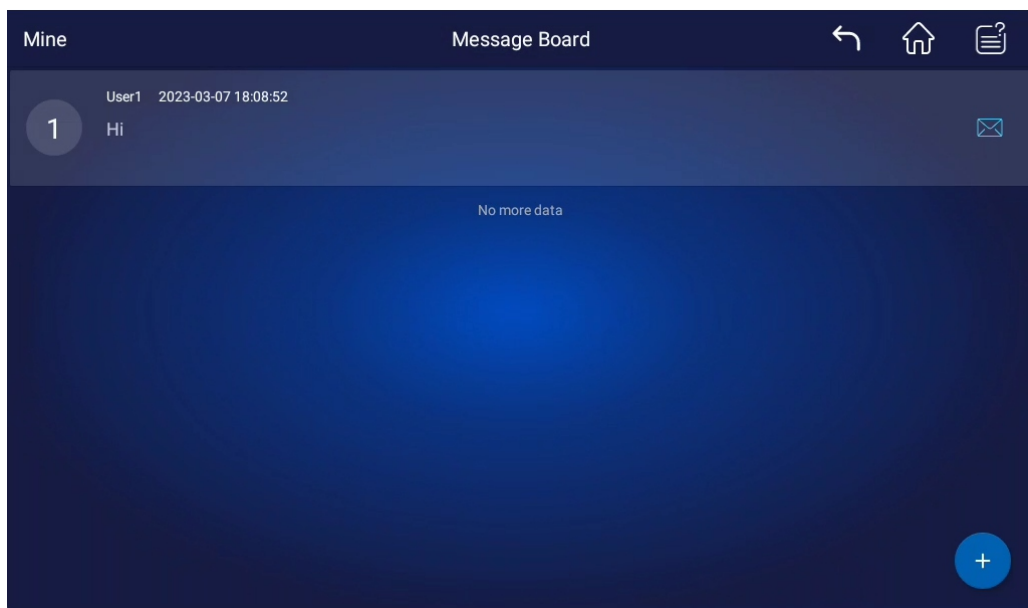 Mine
Message Board
User1 2023-03-07 18:08:52
1
Hi
No more data
+